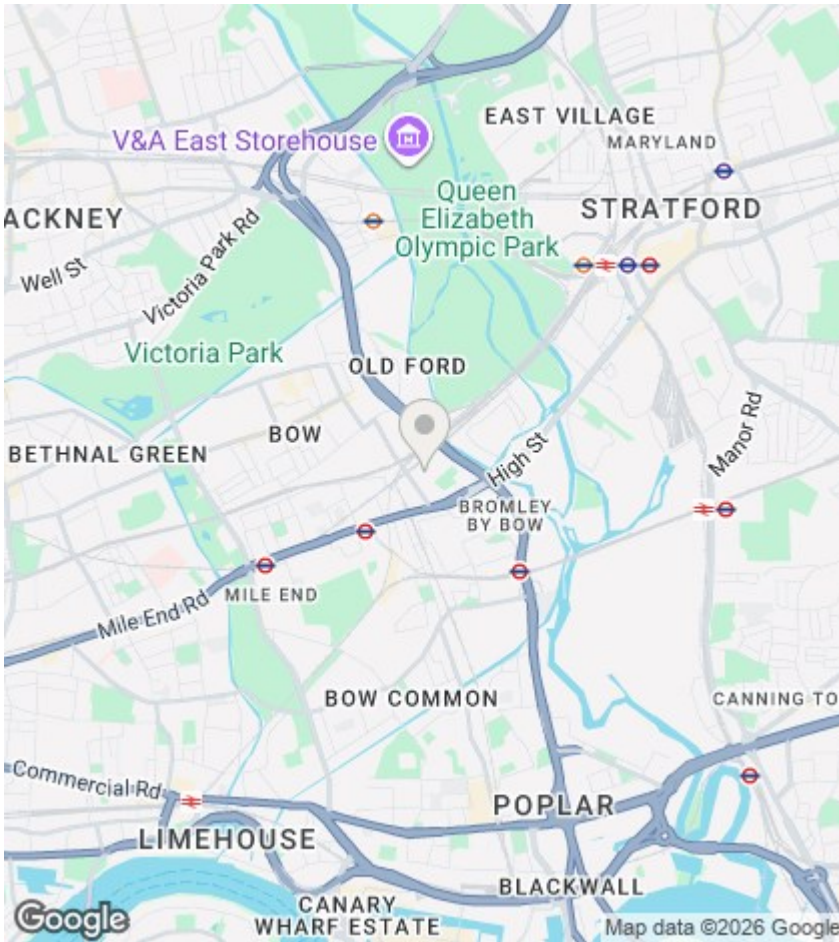 EAST VILLAGE
V&A East Storehouse
MARYLAND
ACKNEY
Queen
Elizabeth
Olympic Park
STRATFORD
Well St
Victoria Park Rd
Victoria Park
OLD FORD
BOW
BETHNAL GREEN
High St
Manor Rd
BROMLEY
BY BOW
MILE END
Mile End Rd
BOW COMMON
CANNING TO
Commercial Rd
POPLAR
LIMEHOUSE
BLACKWALL
CANARY
WHARF ESTATE
Google
Map data ©2026 Google